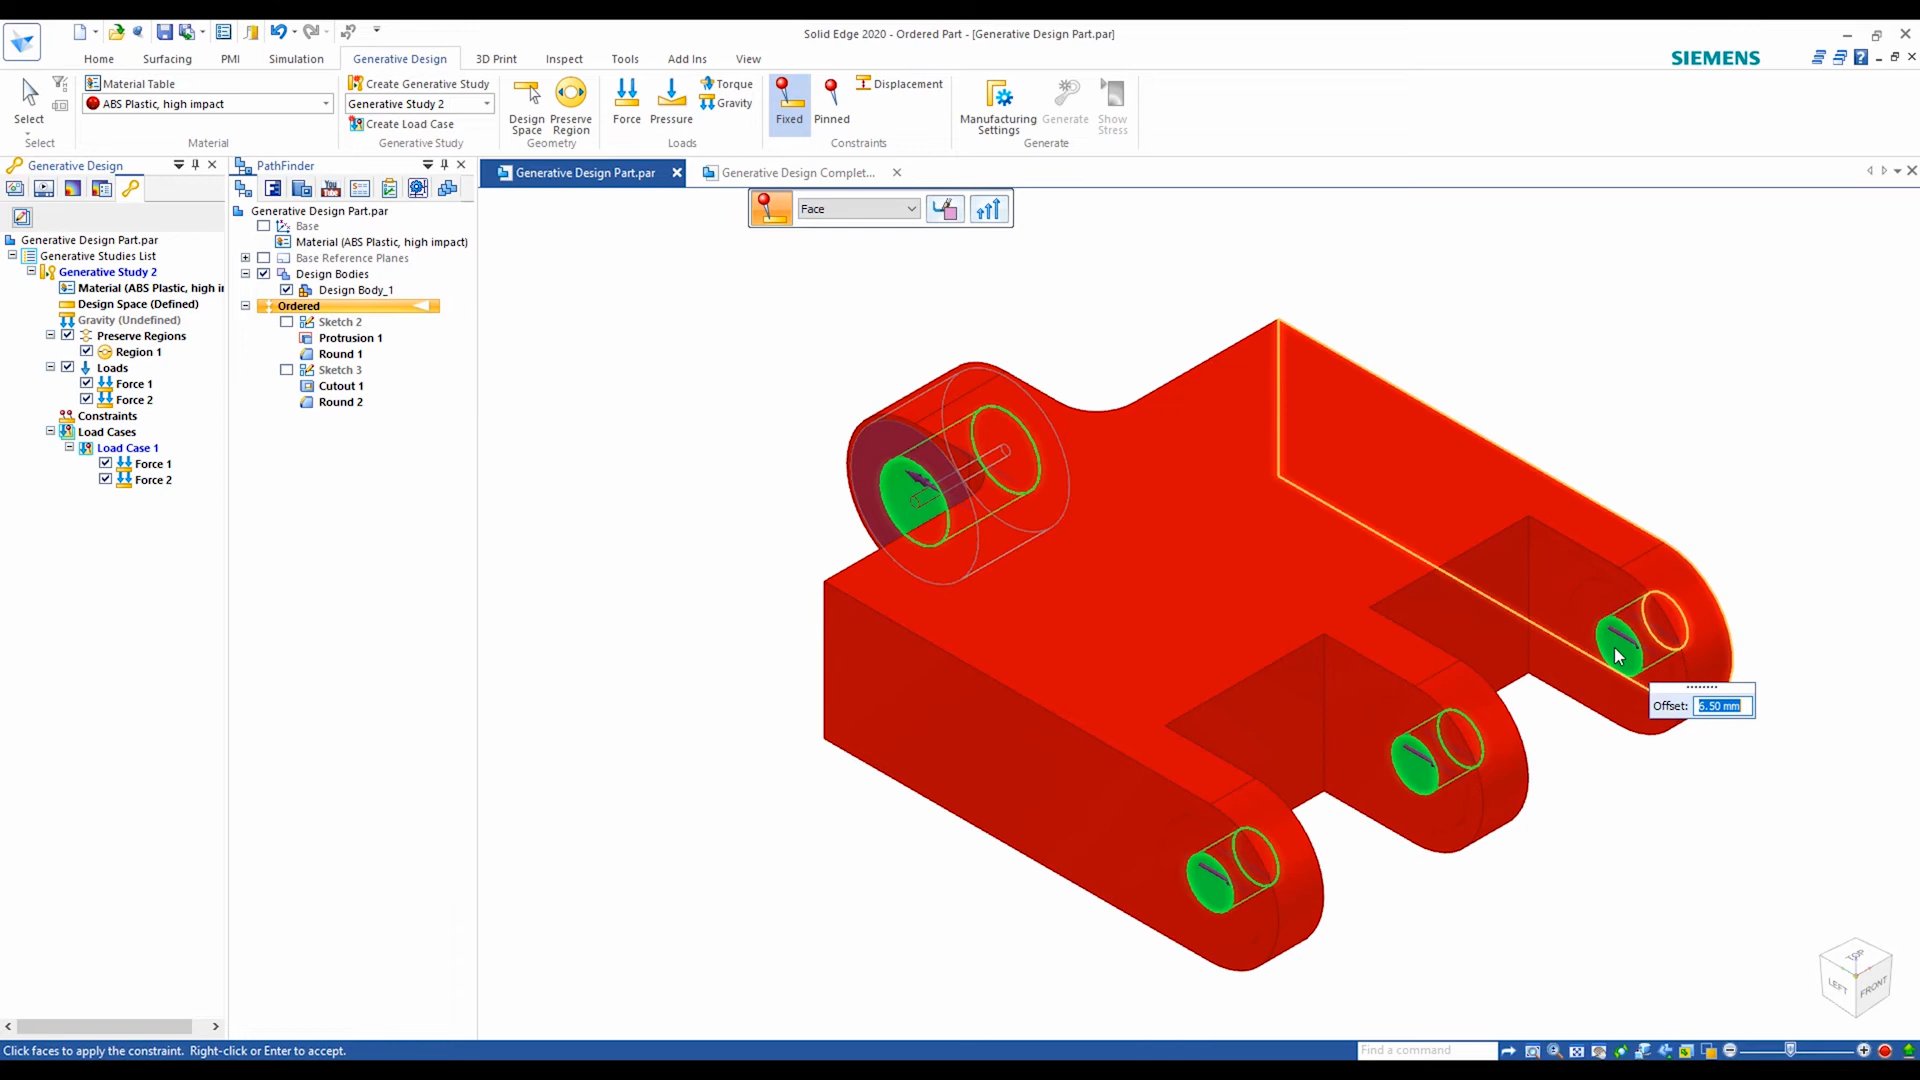 Solid Edge 2020 - Ordered Part - [Generative Design Part.par]
Home Surfacing PMI Simulation Generative Design 3D Print Inspect Tools Add Ins View
SIEMENS
Select
Select
Material Table
ABS Plastic, high impact
Material
Create Generative Study
Generative Study 2
Create Load Case
Generative Study
Design Space
Preserve Region
Geometry
Force
Pressure
Torque
Gravity
Loads
Fixed
Pinned
Displacement
Constraints
Manufacturing Settings
Generate
Show Stress
Generate
Generative Design
Generative Design Part.par
Generative Studies List
Generative Study 2
Material (ABS Plastic, high i
Design Space (Defined)
Gravity (Undefined)
Preserve Regions
Region 1
Loads
Force 1
Force 2
Constraints
Load Cases
Load Case 1
Force 1
Force 2
PathFinder
You Tube
Generative Design Part.par
Base
Material (ABS Plastic, high impact)
Base Reference Planes
Design Bodies
Design Body_1
Ordered
Sketch 2
Protrusion 1
Round 1
Sketch 3
Cutout 1
Round 2
Generative Design Part.par
Generative Design Complet...
Face
Offset: 6.50 mm
TOP
LEFT
FRONT
Click faces to apply the constraint. Right-click or Enter to accept.
Find a command